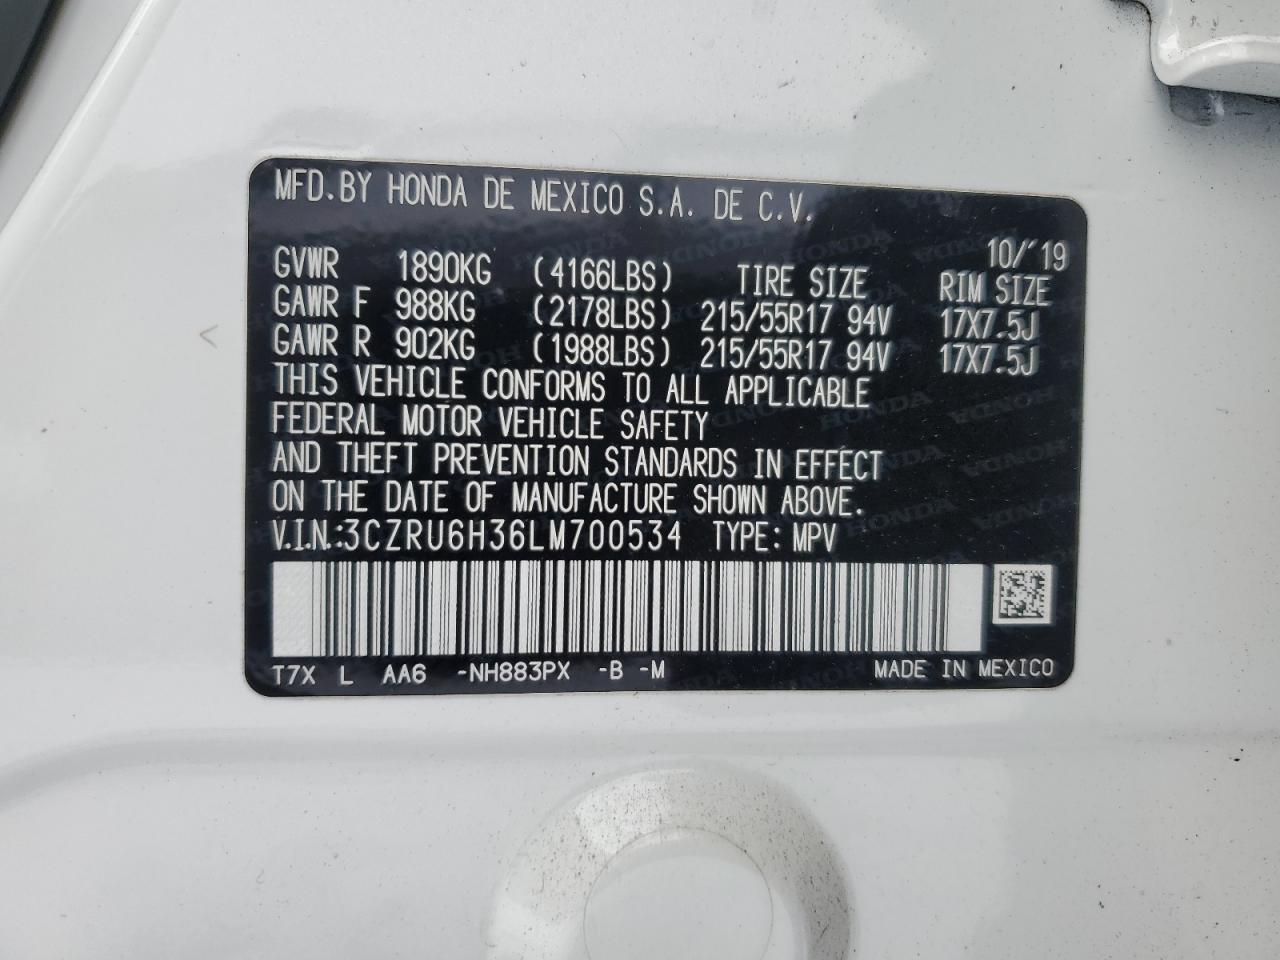 MFD.BY HONDA DE MEXICO S.A. DE C.V.
10/'19
GVWR 1890KG (4166LBS) TIRE SIZE RIM SIZE
GAWR F 988KG (2178LBS) 215/55R17 94V 17X7.5J
GAWR R 902KG (1988LBS) 215/55R17 94V 17X7.5J
THIS VEHICLE CONFORMS TO ALL APPLICABLE
FEDERAL MOTOR VEHICLE SAFETY
AND THEFT PREVENTION STANDARDS IN EFFECT
ON THE DATE OF MANUFACTURE SHOWN ABOVE.
V.I.N.:3CZRU6H36LM700534 TYPE: MPV
T7X L AA6 -NH883PX -B -M MADE IN MEXICO